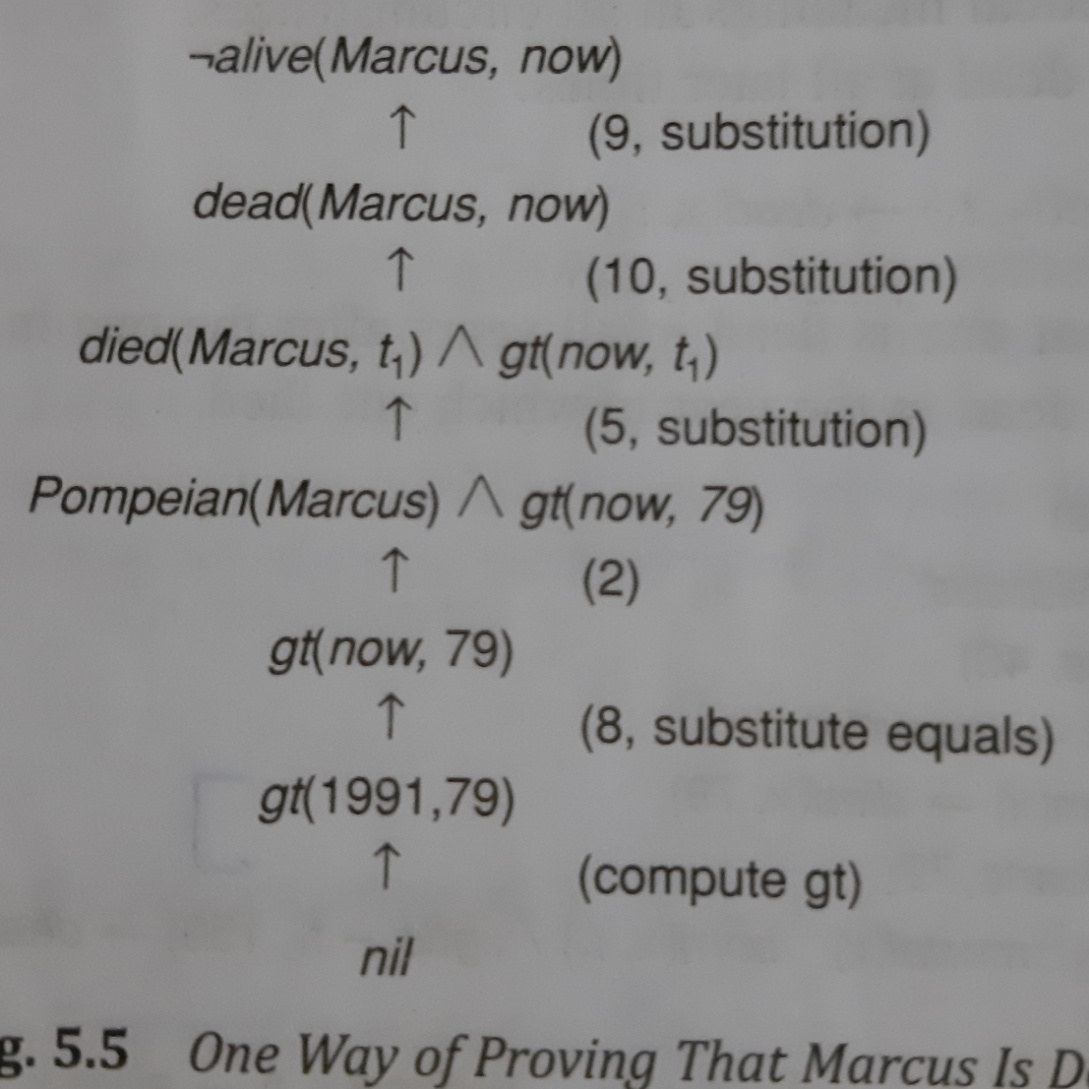 ¬alive(Marcus, now)
↑ (9, substitution)
dead(Marcus, now)
↑ (10, substitution)
died(Marcus, t₁) ∧ gt(now, t₁)
↑ (5, substitution)
Pompeian(Marcus) ∧ gt(now, 79)
↑ (2)
gt(now, 79)
↑ (8, substitute equals)
gt(1991,79)
↑ (compute gt)
nil
g. 5.5 One Way of Proving That Marcus Is D